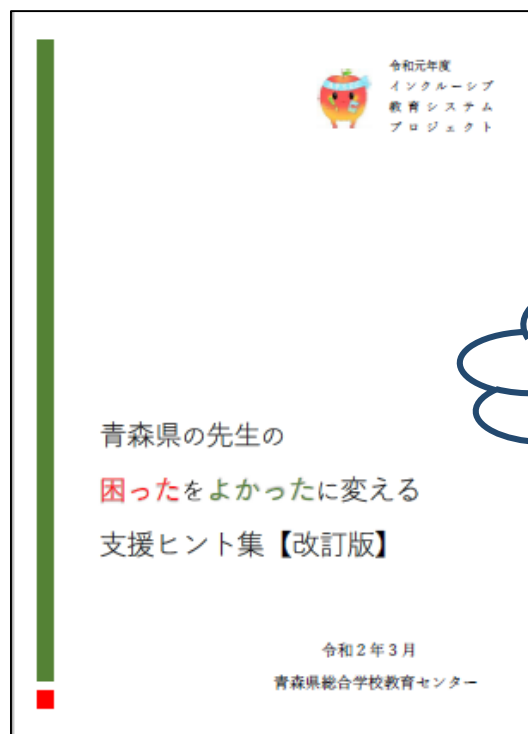 令和元年度
インクルーシブ
教育システム
プロジェクト
青森県の先生の
困ったをよかったに変える
支援ヒント集【改訂版】
令和２年３月
青森県総合学校教育センター